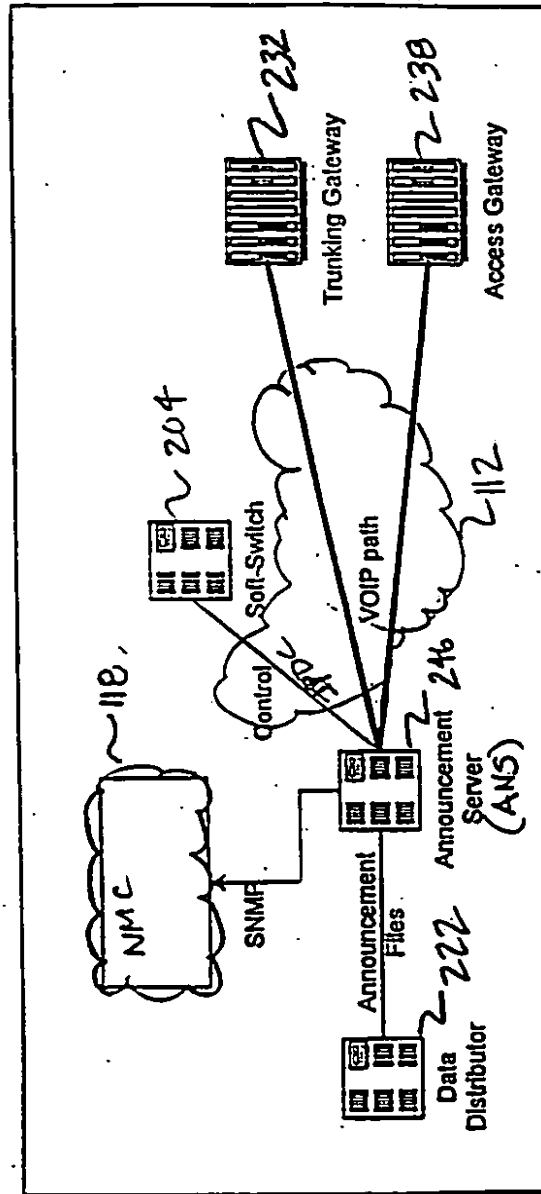 118
NMC
SNMP
204
Soft-Switch
Control
IPDC
232
Trunking Gateway
VOIP path
238
Access Gateway
112
246
Announcement
Server
(ANS)
Announcement
Files
222
Data
Distributor